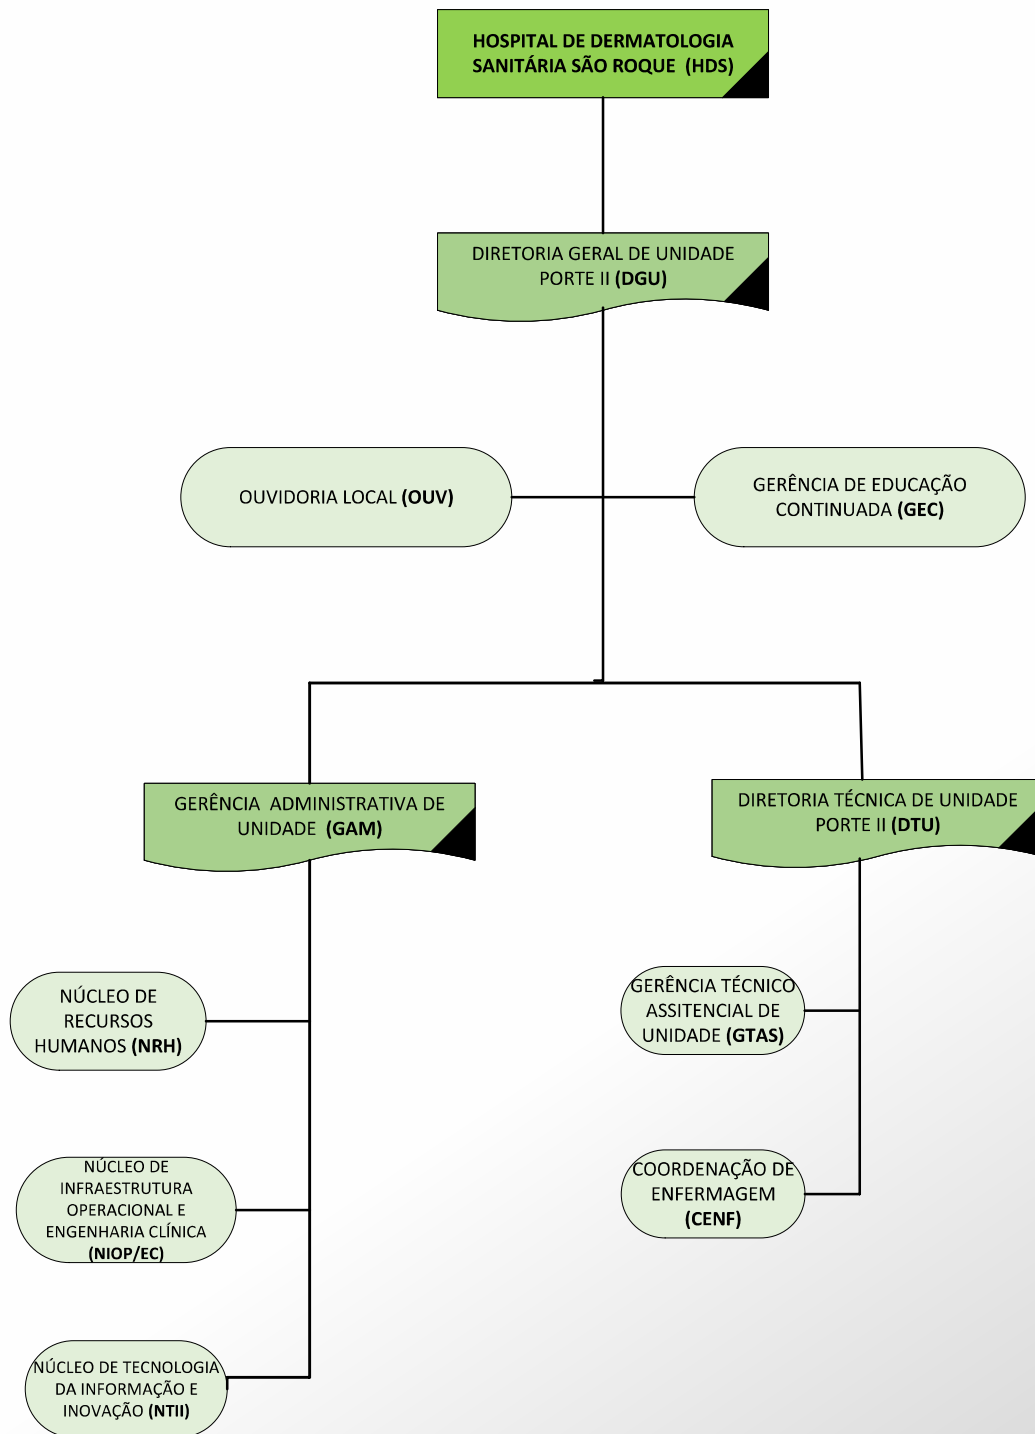 HOSPITAL DE DERMATOLOGIA
SANITÁRIA SÃO ROQUE (HDS)
DIRETORIA GERAL DE UNIDADE
PORTE II (DGU)
OUVIDORIA LOCAL (OUV)
GERÊNCIA DE EDUCAÇÃO
CONTINUADA (GEC)
GERÊNCIA ADMINISTRATIVA DE
UNIDADE (GAM)
DIRETORIA TÉCNICA DE UNIDADE
PORTE II (DTU)
NÚCLEO DE
RECURSOS
HUMANOS (NRH)
GERÊNCIA TÉCNICO
ASSITENCIAL DE
UNIDADE (GTAS)
NÚCLEO DE
INFRAESTRUTURA
OPERACIONAL E
ENGENHARIA CLÍNICA
(NIOP/EC)
COORDENAÇÃO DE
ENFERMAGEM
(CENF)
NÚCLEO DE TECNOLOGIA
DA INFORMAÇÃO E
INOVAÇÃO (NTII)